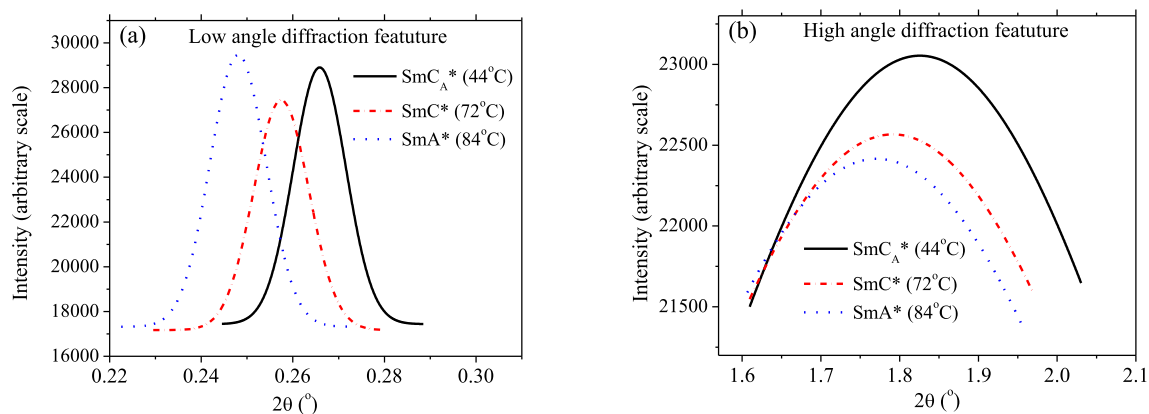 (a)
Low angle diffraction featuture
SmC_A* (44°C)
SmC* (72°C)
SmA* (84°C)
Intensity (arbitrary scale)
30000
28000
26000
24000
22000
20000
18000
16000
0.22 0.24 0.26 0.28 0.30
2θ (°)
(b)
High angle diffraction featuture
SmC_A* (44°C)
SmC* (72°C)
SmA* (84°C)
Intensity (arbitrary scale)
23000
22500
22000
21500
1.6 1.7 1.8 1.9 2.0 2.1
2θ (°)